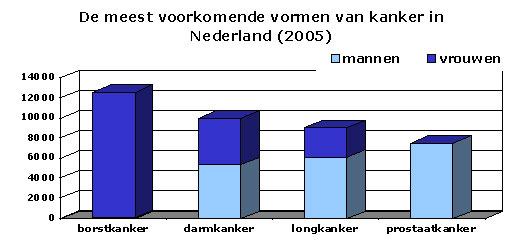 De meest voorkomende vormen van kanker in
Nederland (2005)
mannen vrouwen
14000
12000
10000
8000
6000
4000
2000
0
borstkanker darmkanker longkanker prostaatkanker